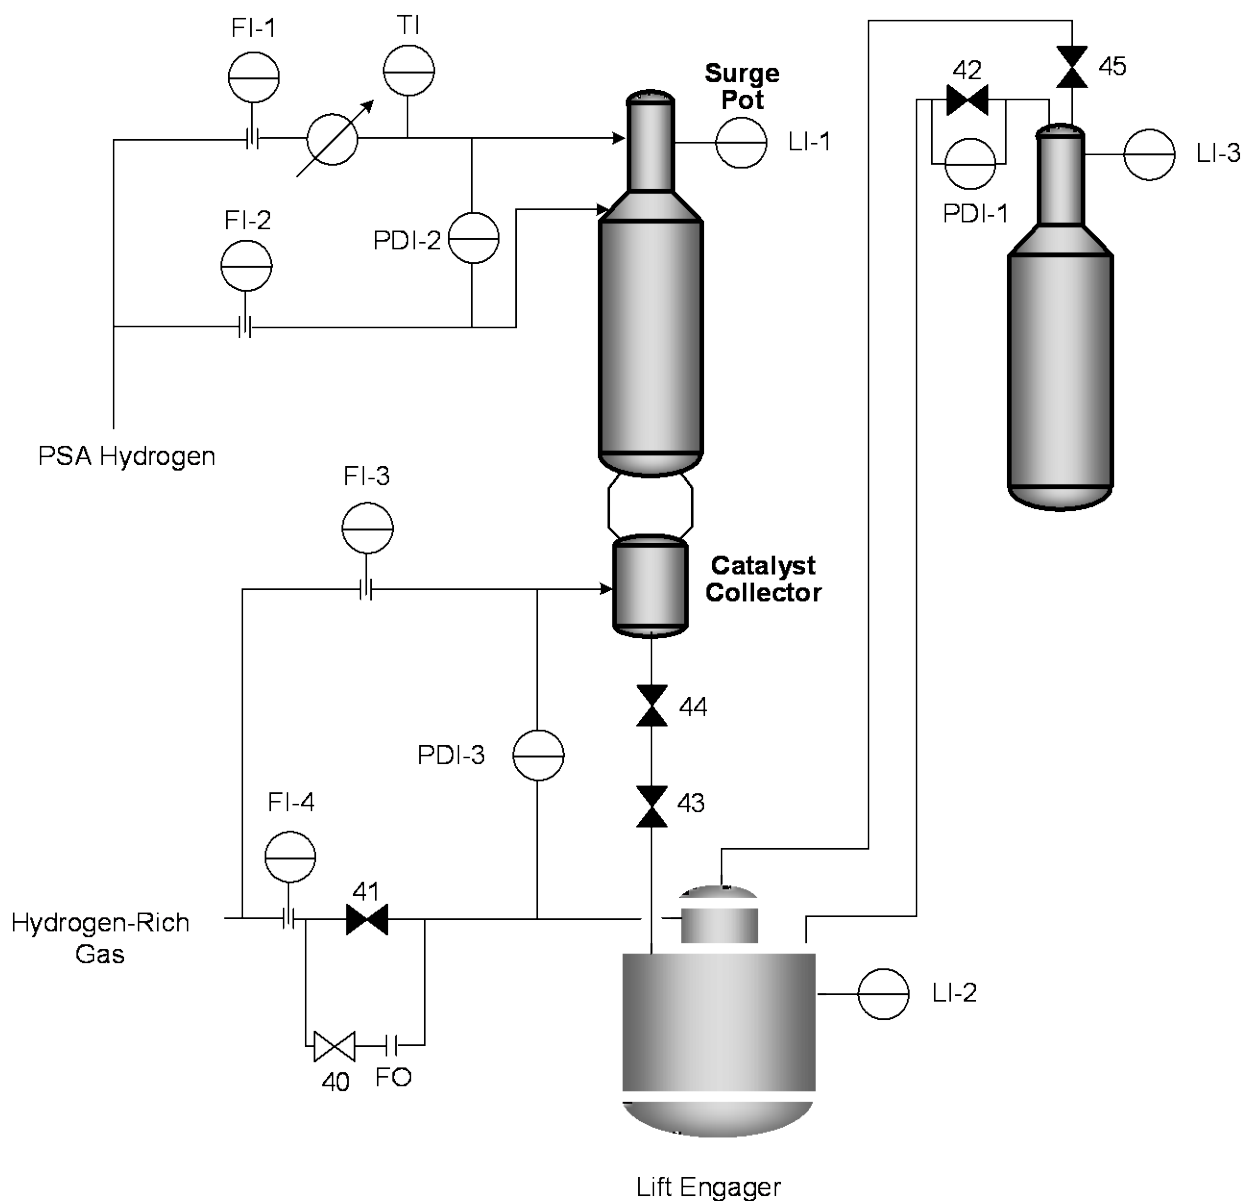 FI-1
TI
42
45
Surge
Pot
LI-1
LI-3
PDI-1
FI-2
PDI-2
PSA Hydrogen
FI-3
Catalyst
Collector
44
PDI-3
43
FI-4
41
Hydrogen-Rich
Gas
LI-2
40
FO
Lift Engager